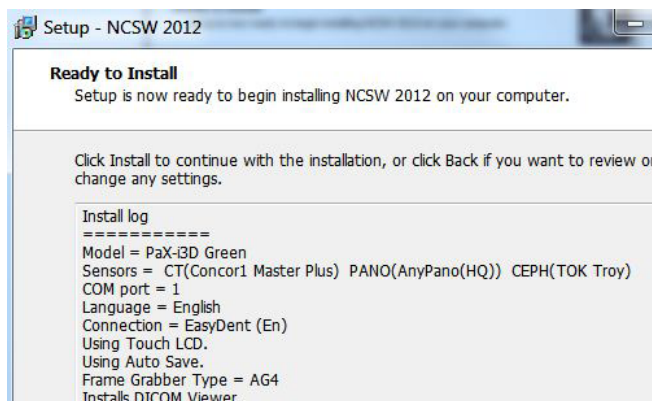 Setup - NCSW 2012
Ready to Install
Setup is now ready to begin installing NCSW 2012 on your computer.
Click Install to continue with the installation, or click Back if you want to review or
change any settings.
Install log
===========
Model = PaX-i3D Green
Sensors =  CT(Concor1 Master Plus)  PANO(AnyPano(HQ))  CEPH(TOK Troy)
COM port = 1
Language = English
Connection = EasyDent (En)
Using Touch LCD.
Using Auto Save.
Frame Grabber Type = AG4
Installs DICOM Viewer